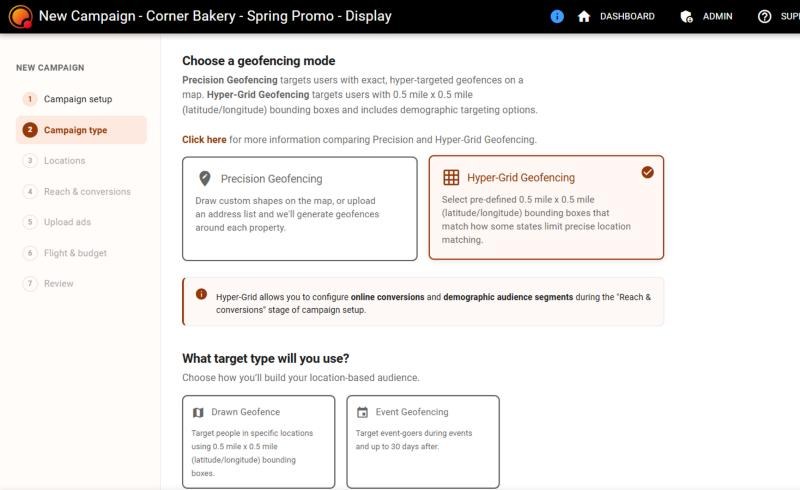 New Campaign - Corner Bakery - Spring Promo - Display
DASHBOARD
ADMIN
NEW CAMPAIGN
1 Campaign setup
2 Campaign type
3 Locations
4 Reach & conversions
5 Upload ads
6 Flight & budget
7 Review
Choose a geofencing mode
Precision Geofencing targets users with exact, hyper-targeted geofences on a
map. Hyper-Grid Geofencing targets users with 0.5 mile x 0.5 mile
(latitude/longitude) bounding boxes and includes demographic targeting options.
Click here for more information comparing Precision and Hyper-Grid Geofencing.
Precision Geofencing
Draw custom shapes on the map, or upload
an address list and we'll generate geofences
around each property.
Hyper-Grid Geofencing
Select pre-defined 0.5 mile x 0.5 mile
(latitude/longitude) bounding boxes that
match how some states limit precise location
matching.
Hyper-Grid allows you to configure online conversions and demographic audience segments during the "Reach &
conversions" stage of campaign setup.
What target type will you use?
Choose how you'll build your location-based audience.
Drawn Geofence
Target people in specific locations
using 0.5 mile x 0.5 mile
(latitude/longitude) bounding
boxes.
Event Geofencing
Target event-goers during events
and up to 30 days after.